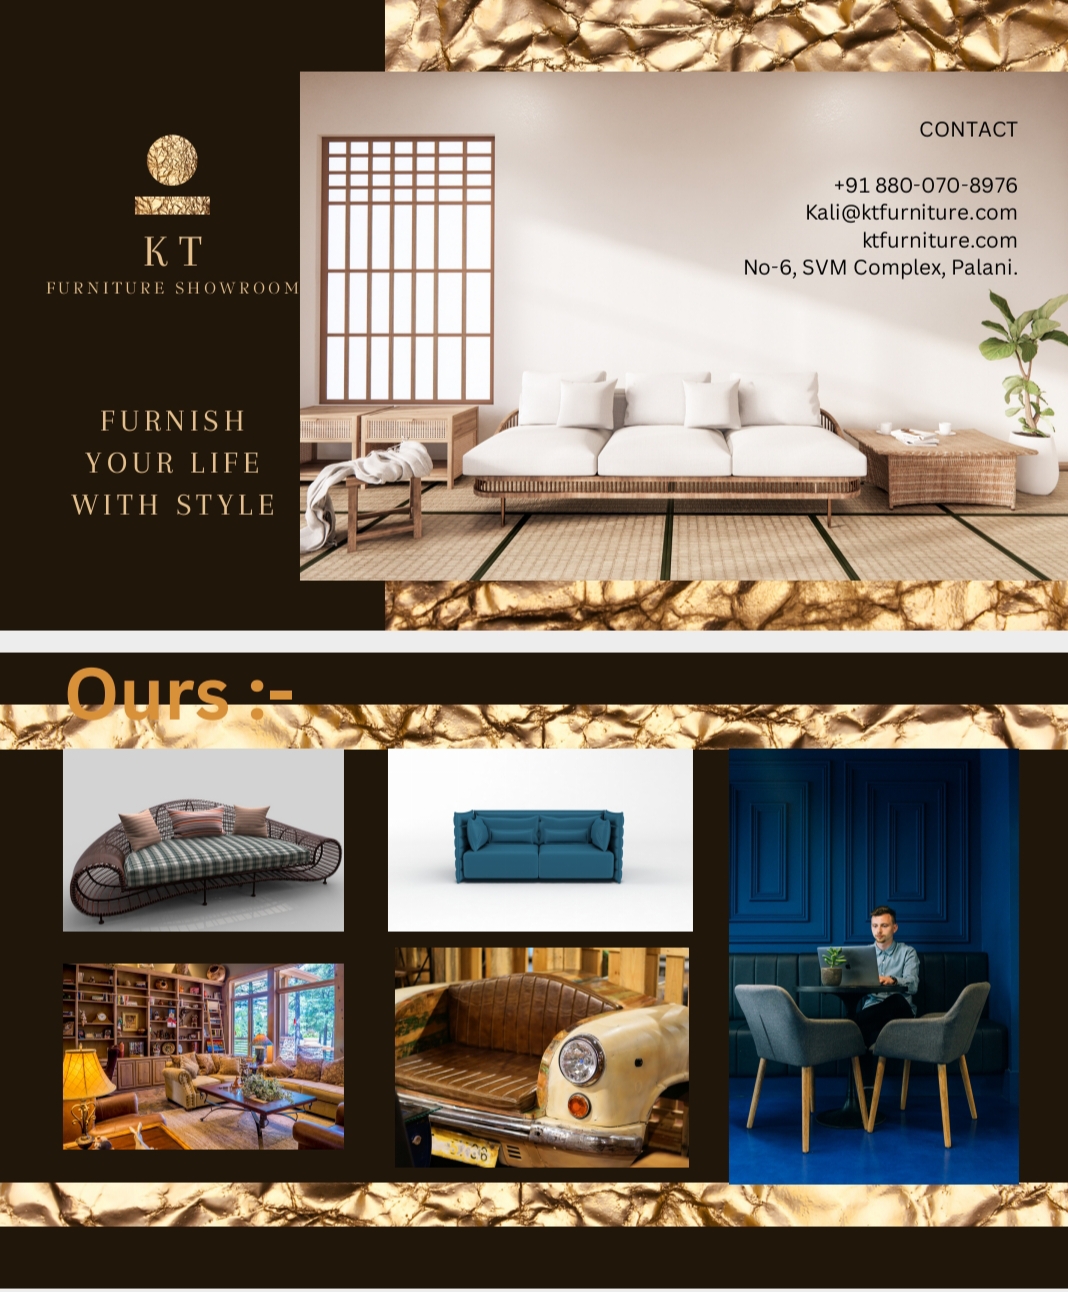 KT
FURNITURE SHOWROOM
FURNISH
YOUR LIFE
WITH STYLE
CONTACT
+91 880-070-8976
Kali@ktfurniture.com
ktfurniture.com
No-6, SVM Complex, Palani.
Ours :-